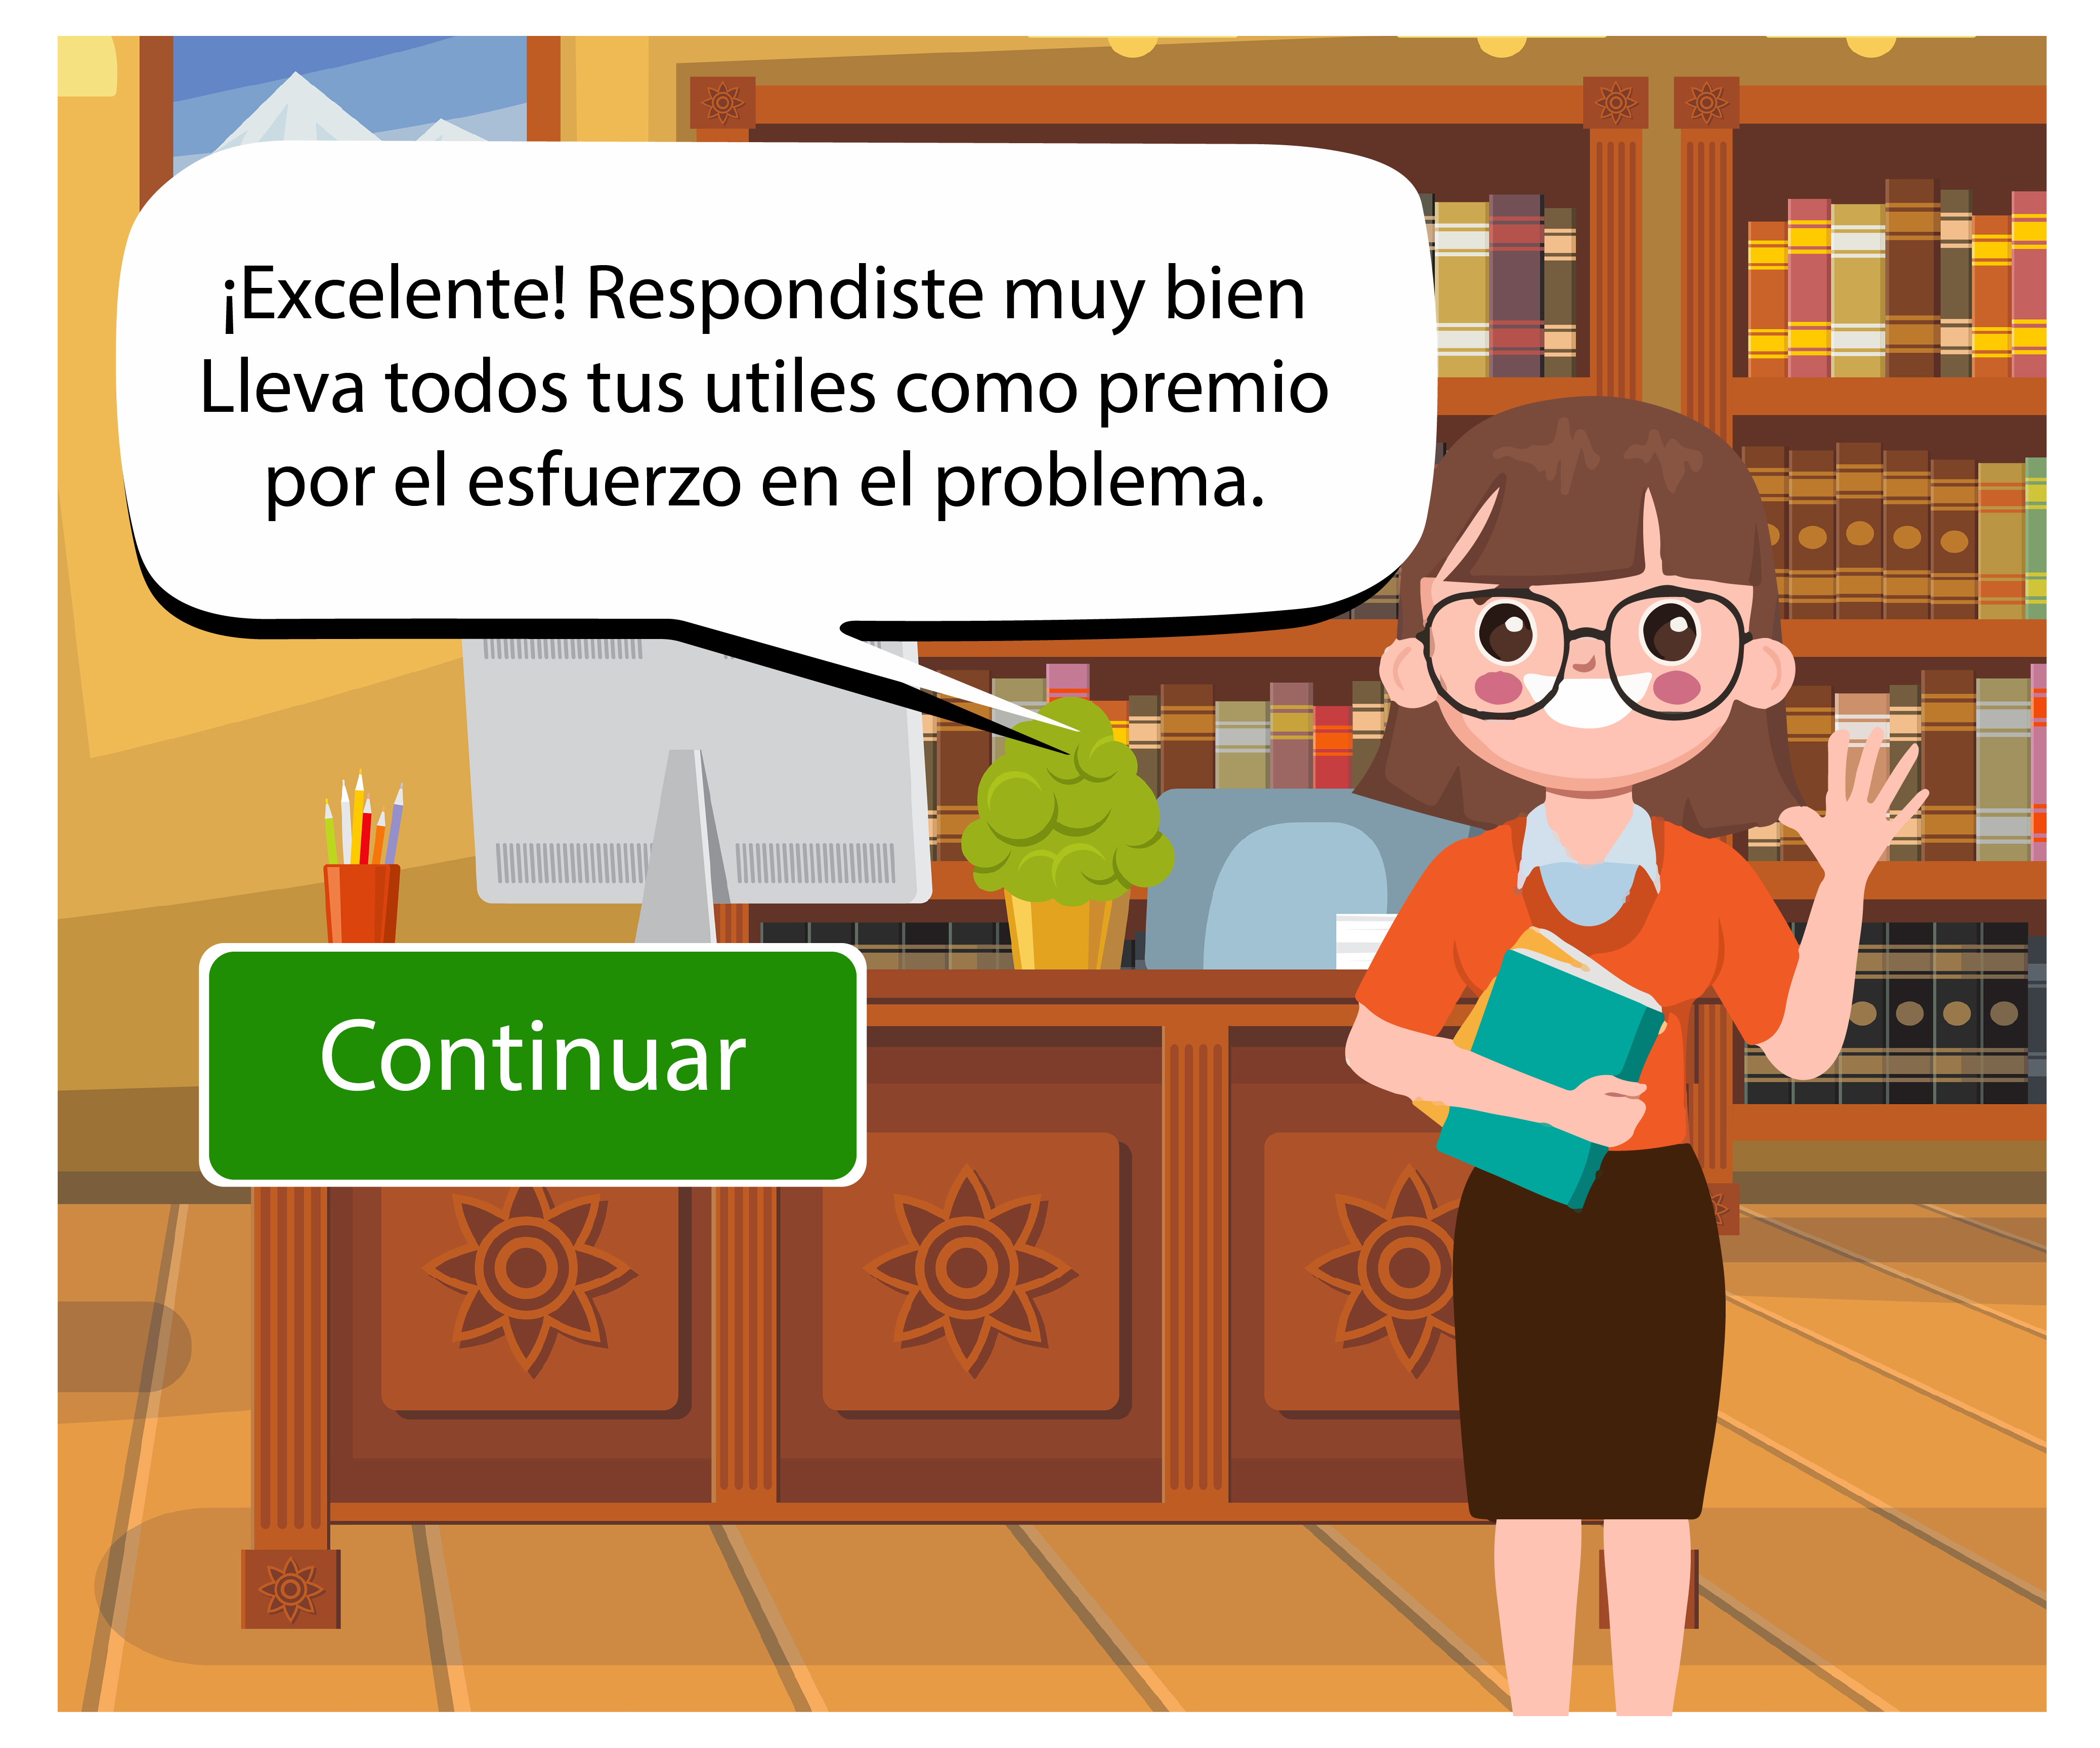 ¡Excelente! Respondiste muy bien
Lleva todos tus utiles como premio
por el esfuerzo en el problema.
Continuar